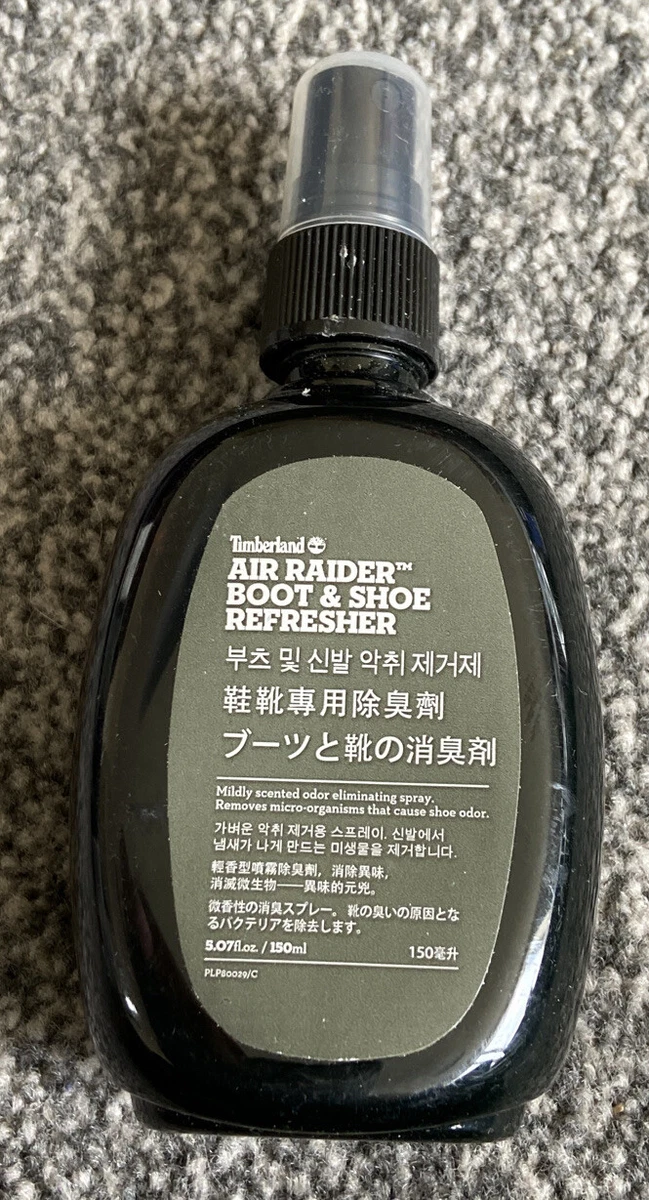 Timberland
AIR RAIDER™
BOOT & SHOE
REFRESHER
부츠 및 신발 악취 제거제
鞋靴專用除臭劑
ブーツと靴の消臭剤
Mildly scented odor eliminating spray.
Removes micro-organisms that cause shoe odor.
가벼운 악취 제거용 스프레이. 신발에서
냄새가 나게 만드는 미생물을 제거합니다.
輕香型噴霧除臭劑，消除異味，
消滅微生物——異味的元兇。
微香性の消臭スプレー。靴の臭いの原因とな
るバクテリアを除去します。
5.07fl.oz. / 150ml 150毫升
PLP80029/C